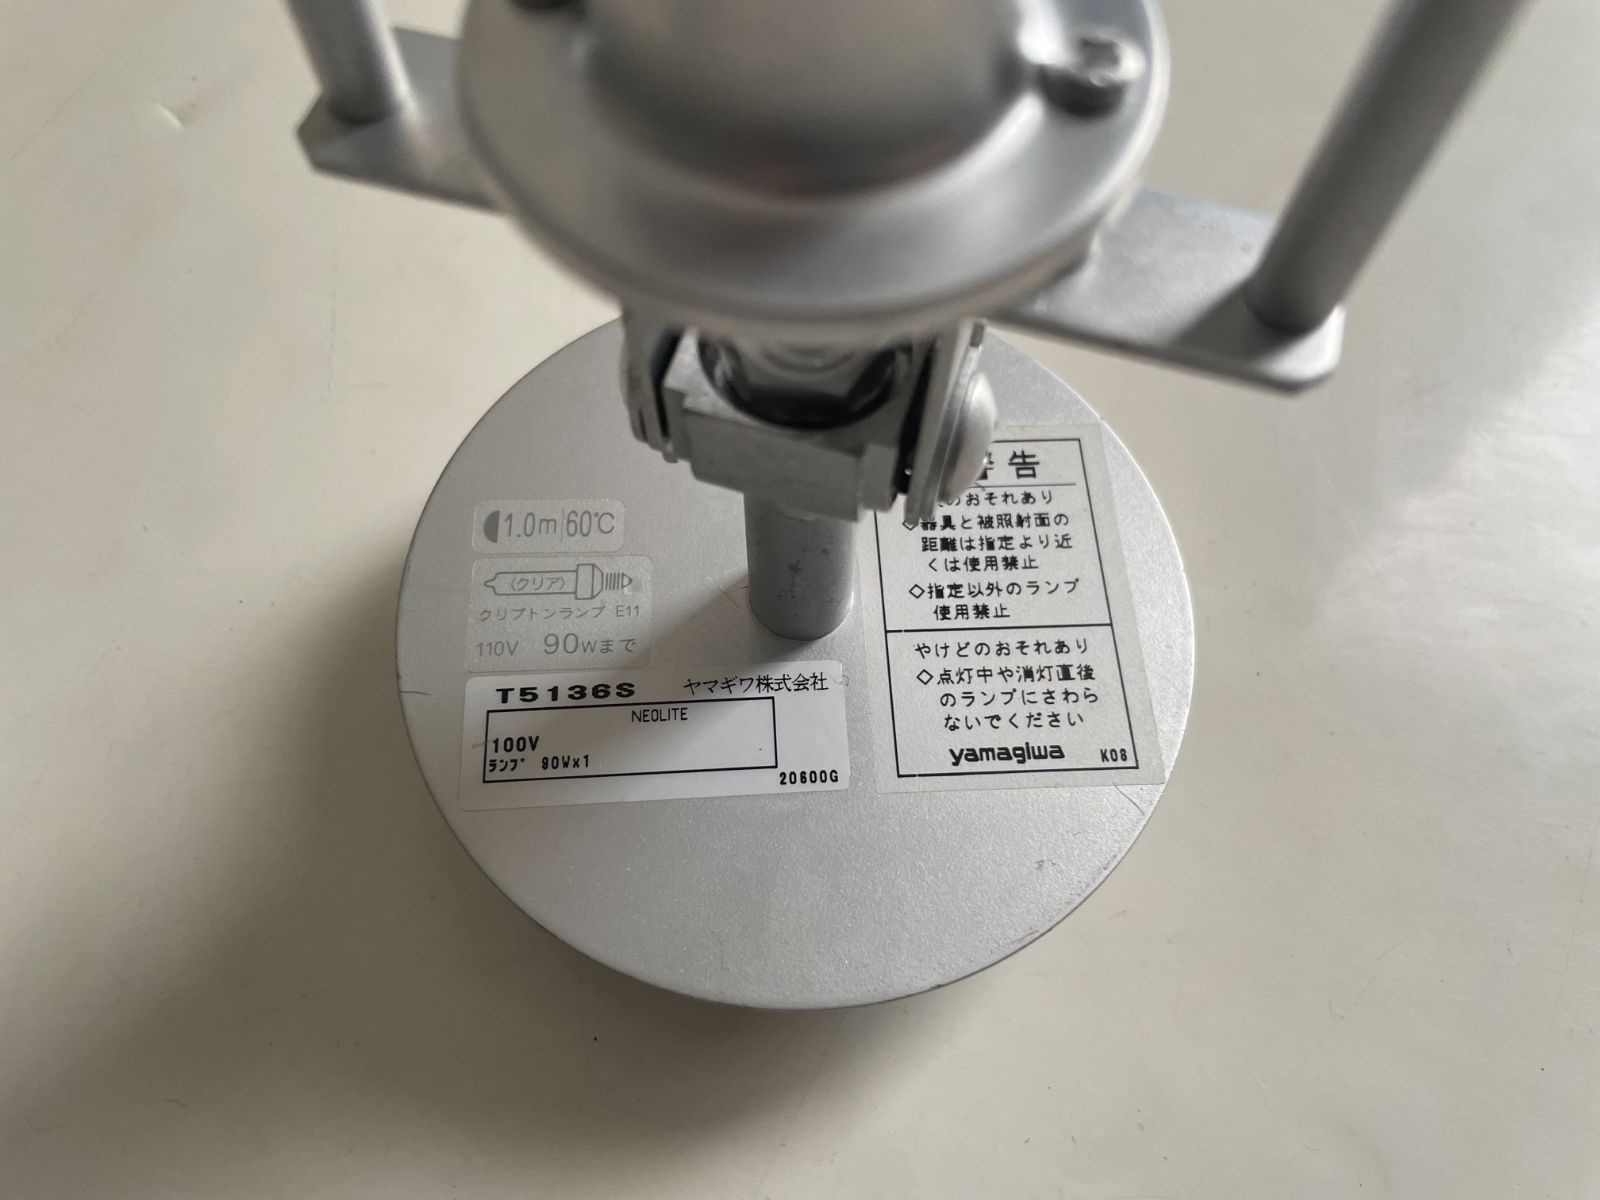 1.0m|60℃
〈クリア〉
クリプトンランプ E11
110V 90Wまで
T5136S ヤマギワ株式会社
NEOLITE
100V
ランプ 90W×1
20600G
告
のおそれあり
◇器具と被照射面の
距離は指定より近
くは使用禁止
◇指定以外のランプ
使用禁止
やけどのおそれあり
◇点灯中や消灯直後
のランプにさわら
ないでください
yamagiwa K08